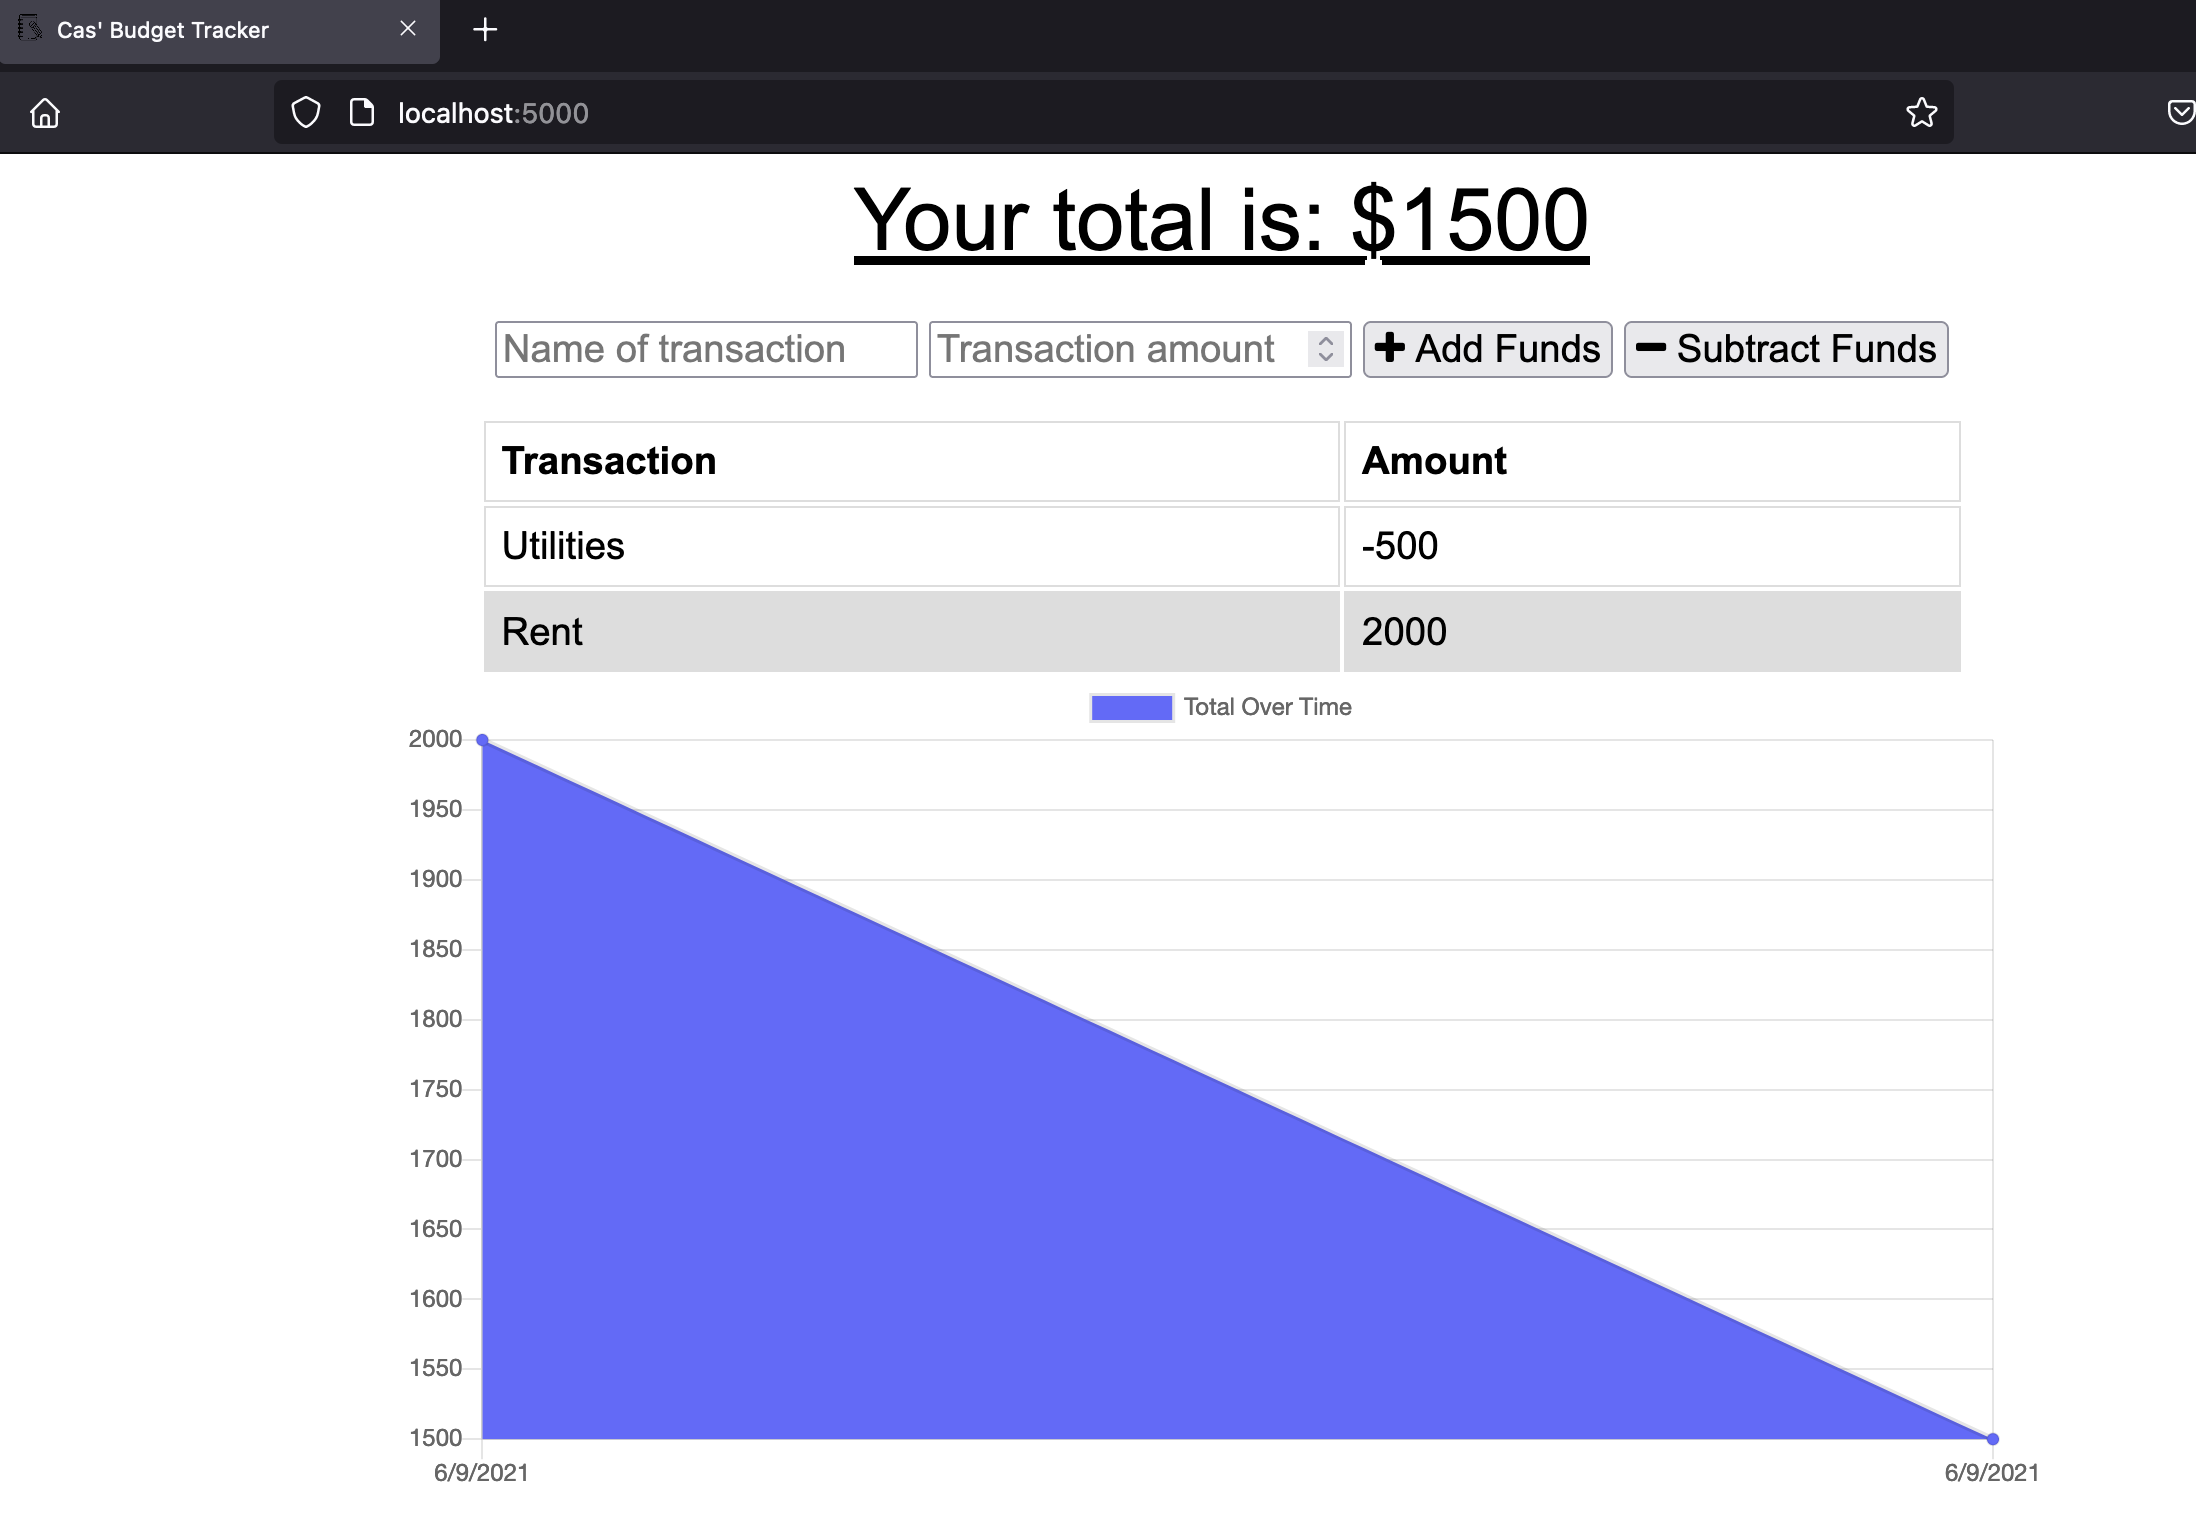 Cas' Budget Tracker
localhost:5000
Your total is: $1500
Name of transaction Transaction amount Add Funds Subtract Funds
Transaction Amount
Utilities -500
Rent 2000
Total Over Time
2000
1950
1900
1850
1800
1750
1700
1650
1600
1550
1500
6/9/2021 6/9/2021